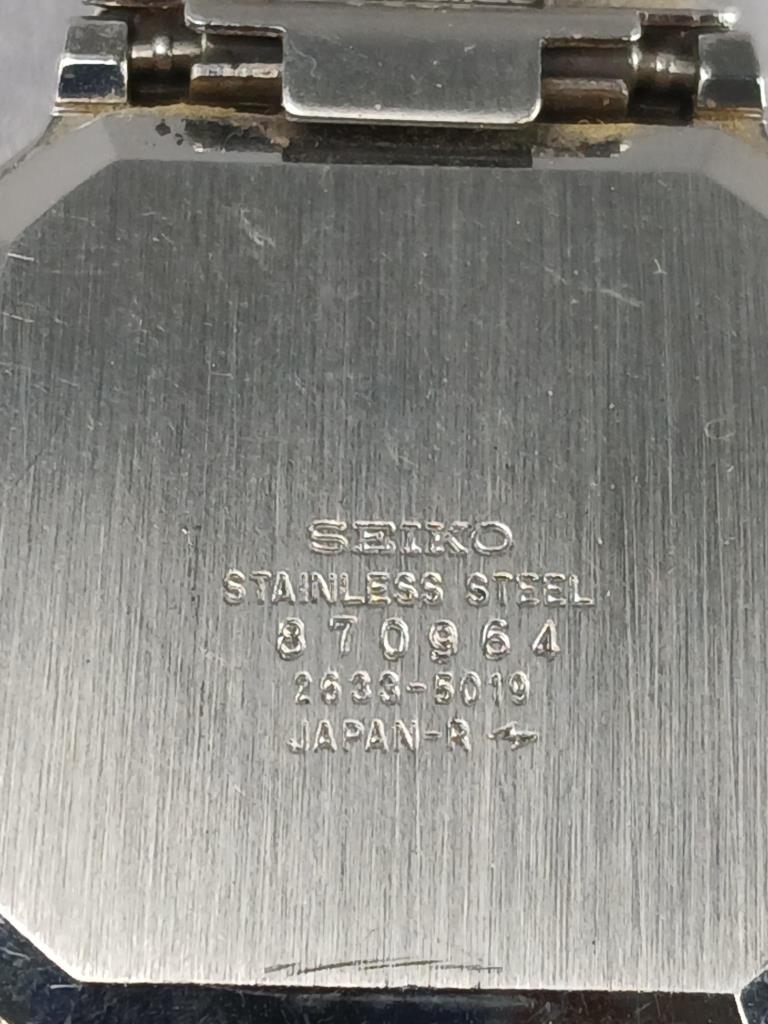 SEIKO
STAINLESS STEEL
870964
2633-5019
JAPAN-R